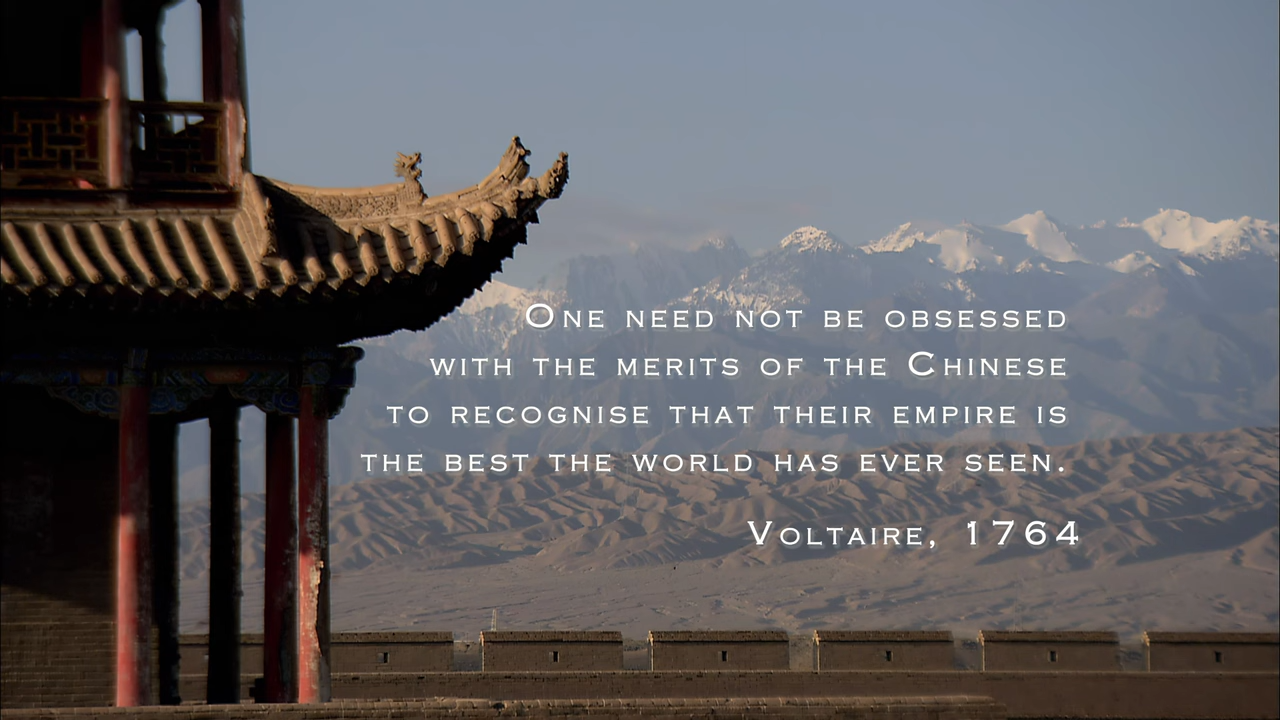 One need not be obsessed
with the merits of the Chinese
to recognise that their empire is
the best the world has ever seen.
Voltaire, 1764